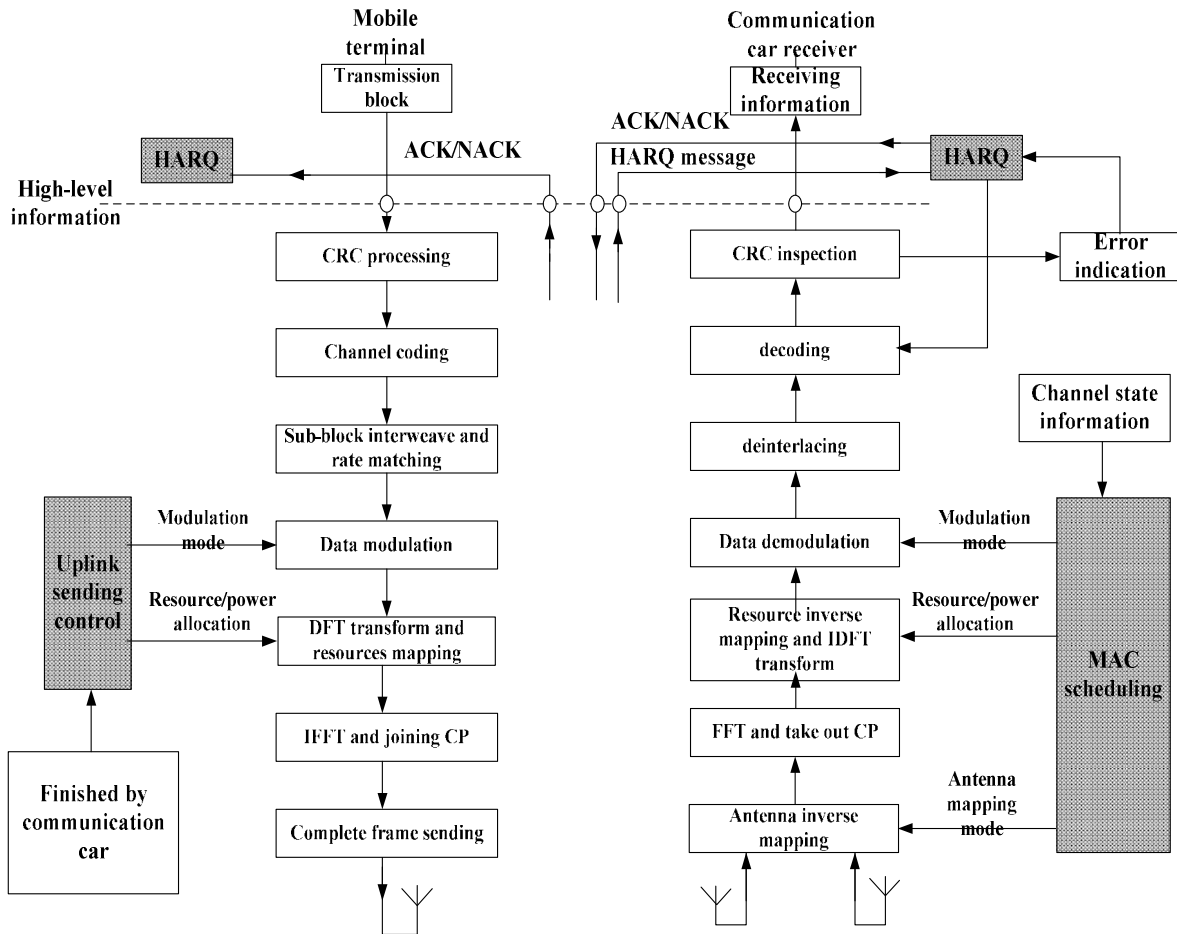 Mobile
terminal
Transmission
block
Communication
car receiver
Receiving
information
ACK/NACK
ACK/NACK
HARQ message
HARQ
HARQ
High-level
information
CRC processing
CRC inspection
Error
indication
Channel coding
decoding
Channel state
information
Sub-block interweave and
rate matching
deinterlacing
Uplink
sending
control
Modulation
mode
Data modulation
Data demodulation
Modulation
mode
Resource/power
allocation
DFT transform and
resources mapping
Resource inverse
mapping and IDFT
transform
Resource/power
allocation
MAC
scheduling
IFFT and joining CP
FFT and take out CP
Finished by
communication
car
Complete frame sending
Antenna inverse
mapping
Antenna
mapping
mode